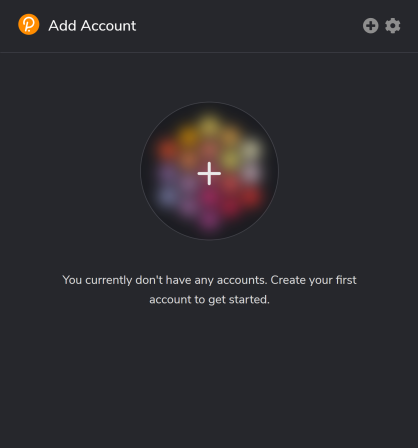 Add Account
You currently don't have any accounts. Create your first
account to get started.